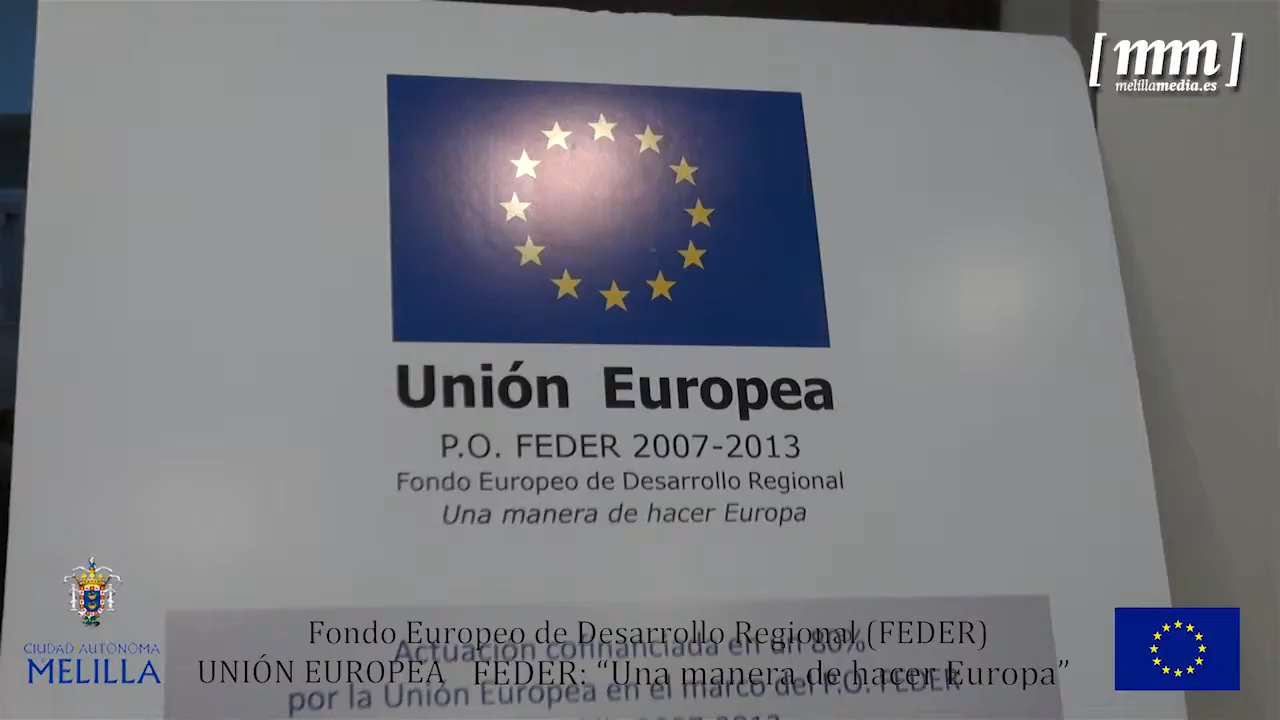 [mm]
melillamedia.es
Unión Europea
P.O. FEDER 2007-2013
Fondo Europeo de Desarrollo Regional
Una manera de hacer Europa
Fondo Europeo de Desarrollo Regional (FEDER)
Actuación cofinanciada en un 80%
CIUDAD AUTÓNOMA
MELILLA
UNIÓN EUROPEA FEDER: “Una manera de hacer Europa”
por la Unión Europea en el marco del P.O. FEDER
2007-2013